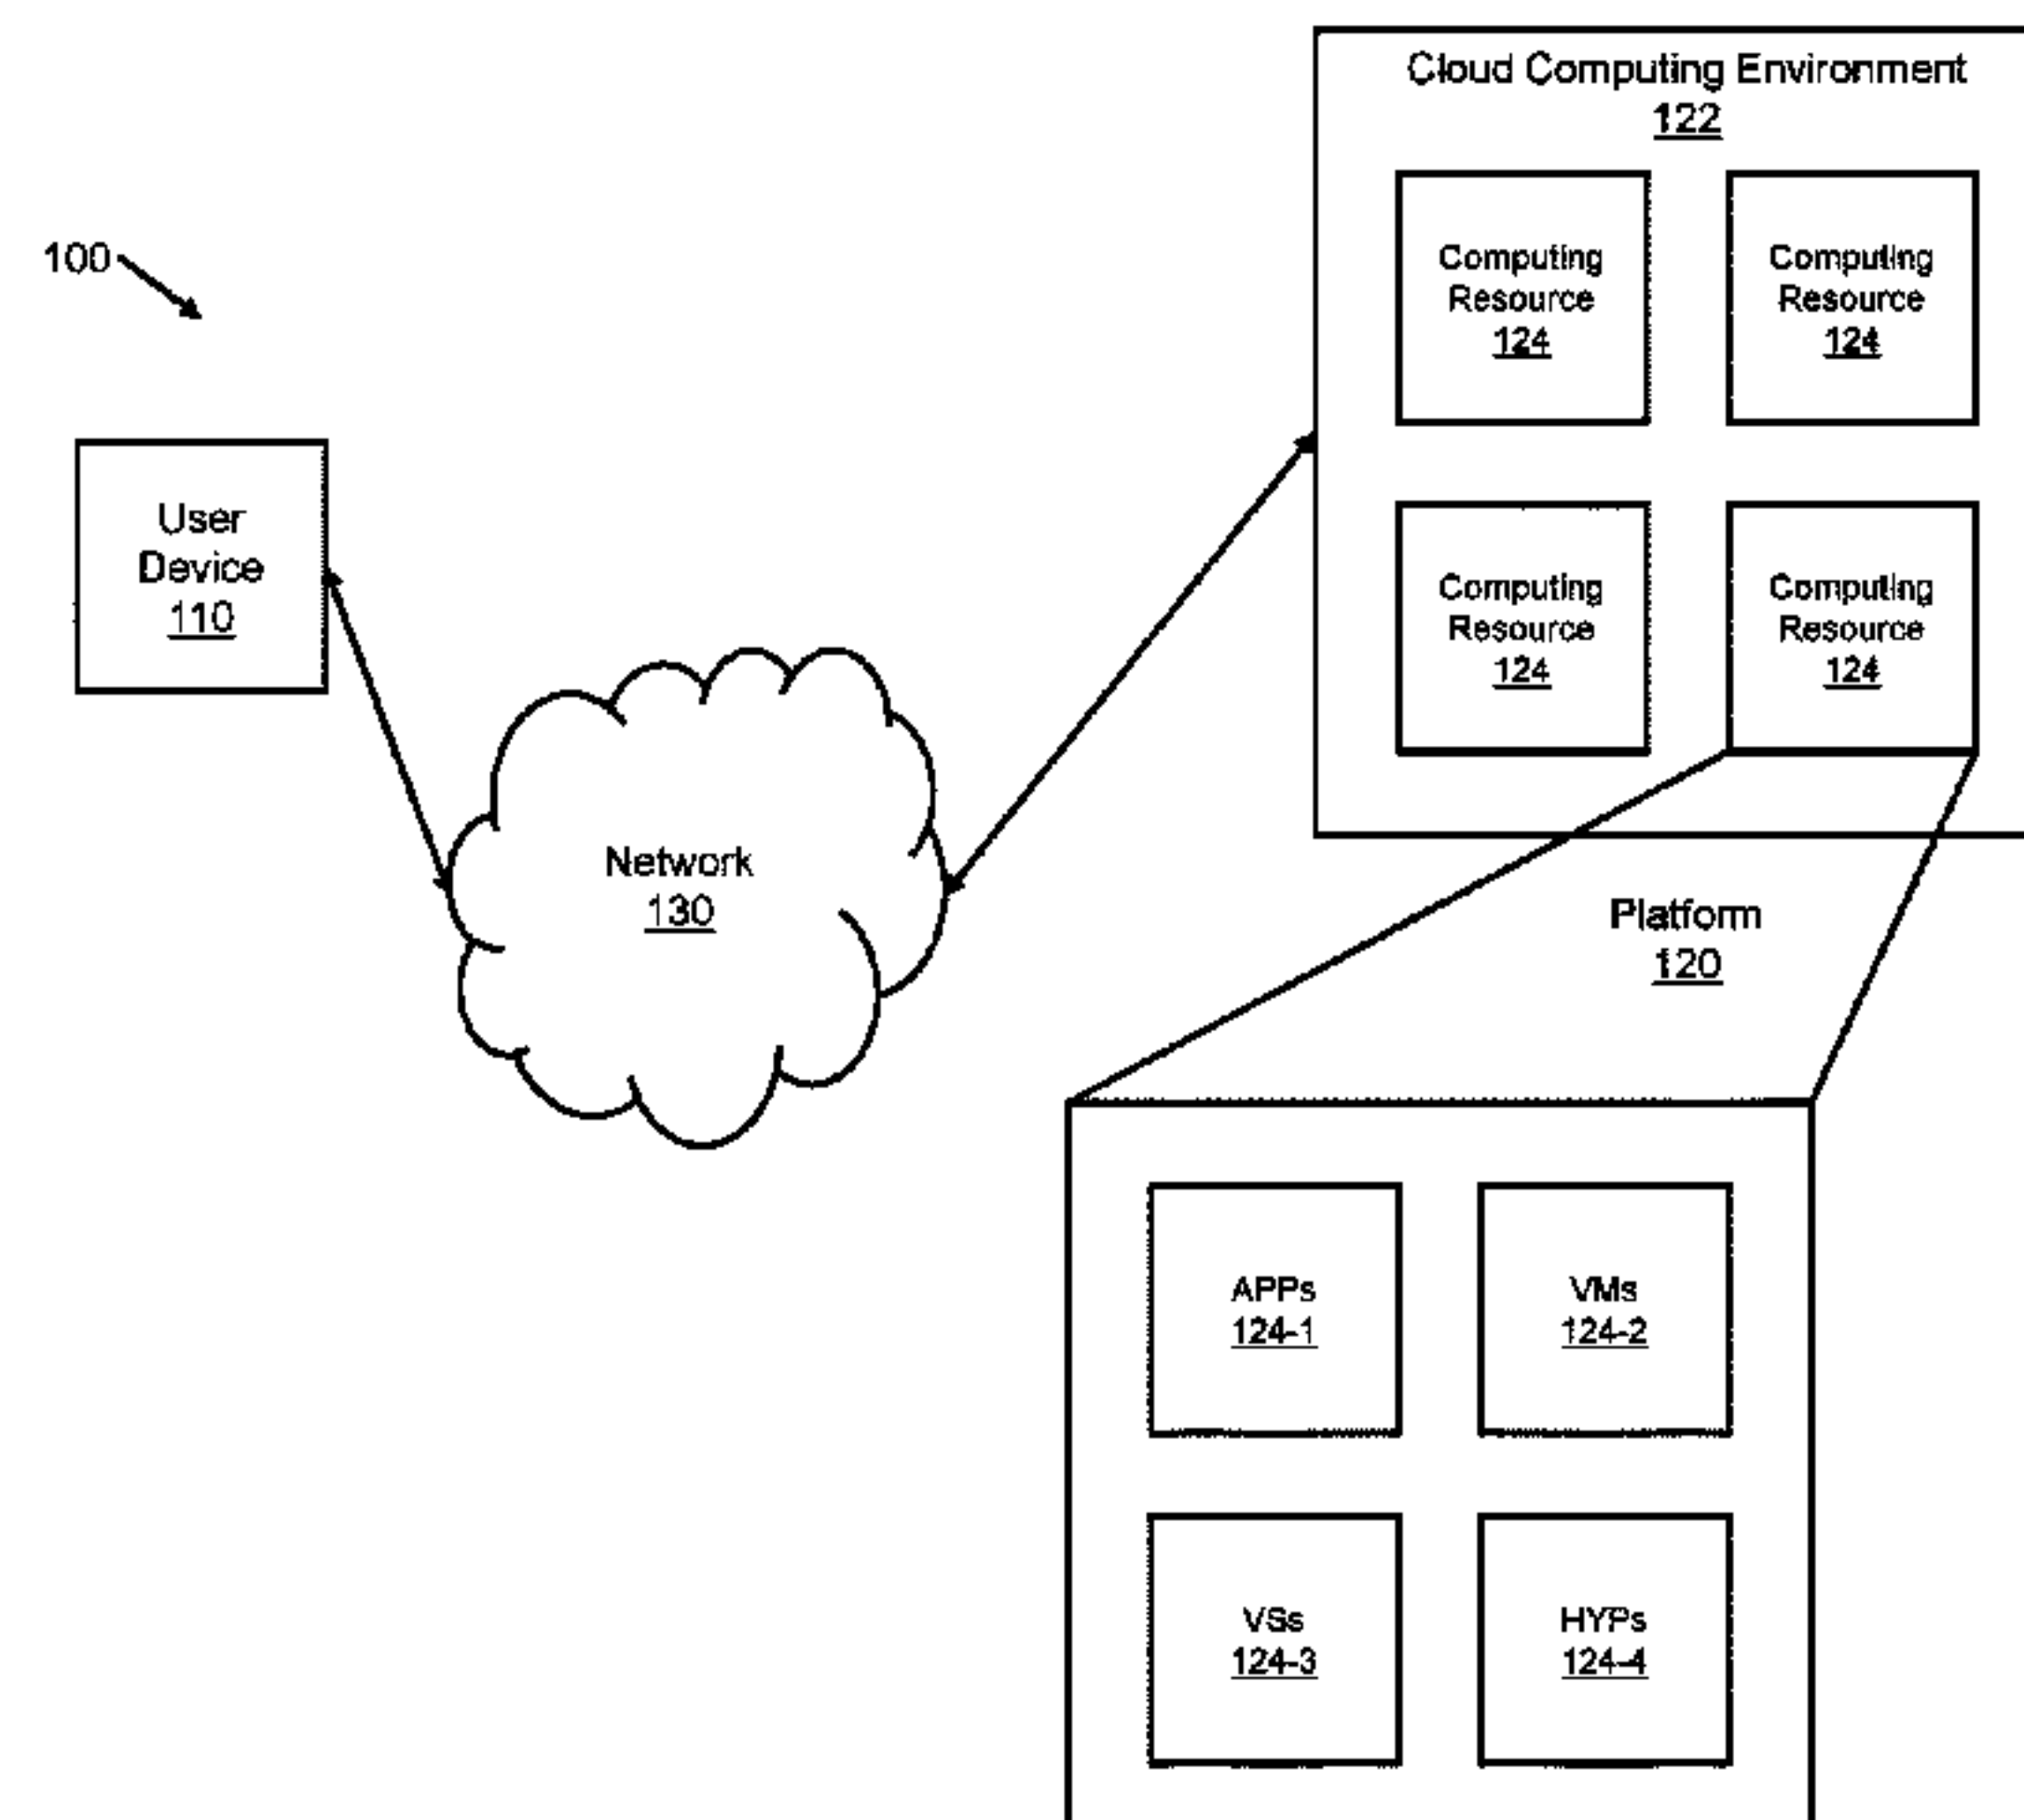 Cloud Computing Environment
122
100
Computing
Resource
124
Computing
Resource
124
User
Device
110
Computing
Resource
124
Computing
Resource
124
Network
130
Platform
120
APPs
124-1
VMs
124-2
VSs
124-3
HYPs
124-4